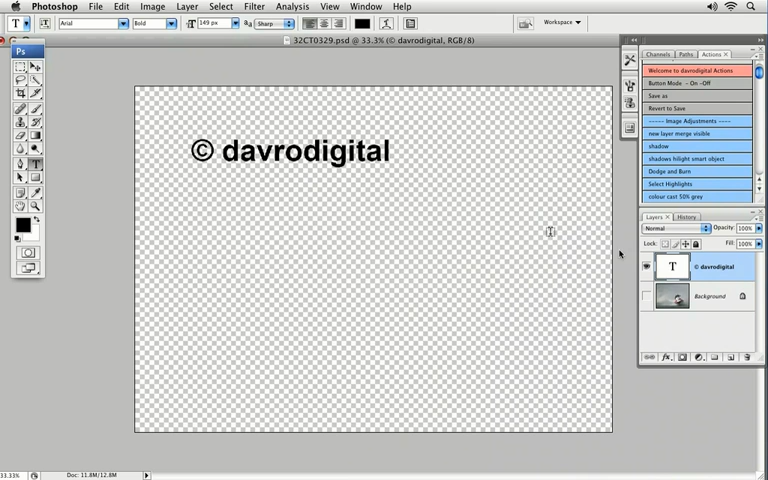 Photoshop File Edit Image Layer Select Filter Analysis View Window Help
T Arial Bold T 149 px aa Sharp Workspace
32CT0329.psd @ 33.3% (© davrodigital, RGB/8)
Ps
© davrodigital
Channels Paths Actions x
Welcome to davrodigital Actions
Button Mode - On -Off
Save as
Revert to Save
----- Image Adjustments -----
new layer merge visible
shadow
shadows hilight smart object
Dodge and Burn
Select Highlights
colour cast 50% grey
Layers x History
Normal Opacity: 100%
Lock: Fill: 100%
T © davrodigital
Background
33.33% Doc: 11.8M/12.8M